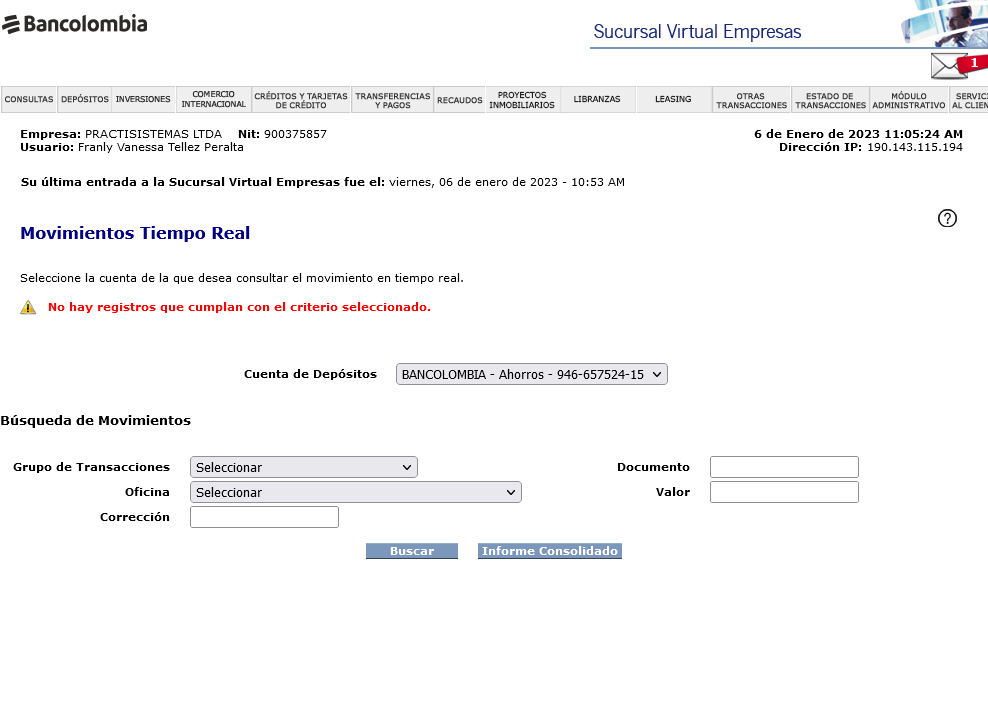 Bancolombia
Sucursal Virtual Empresas
1
CONSULTAS DEPÓSITOS INVERSIONES COMERCIO INTERNACIONAL CRÉDITOS Y TARJETAS DE CRÉDITO TRANSFERENCIAS Y PAGOS RECAUDOS PROYECTOS INMOBILIARIOS LIBRANZAS LEASING OTRAS TRANSACCIONES ESTADO DE TRANSACCIONES MÓDULO ADMINISTRATIVO SERVICI AL CLIEN
Empresa: PRACTISISTEMAS LTDA Nit: 900375857 6 de Enero de 2023 11:05:24 AM
Usuario: Franly Vanessa Tellez Peralta Dirección IP: 190.143.115.194
Su última entrada a la Sucursal Virtual Empresas fue el: viernes, 06 de enero de 2023 - 10:53 AM
?
Movimientos Tiempo Real
Seleccione la cuenta de la que desea consultar el movimiento en tiempo real.
No hay registros que cumplan con el criterio seleccionado.
Cuenta de Depósitos BANCOLOMBIA - Ahorros - 946-657524-15
Búsqueda de Movimientos
Grupo de Transacciones Seleccionar Documento
Oficina Seleccionar Valor
Corrección
Buscar Informe Consolidado